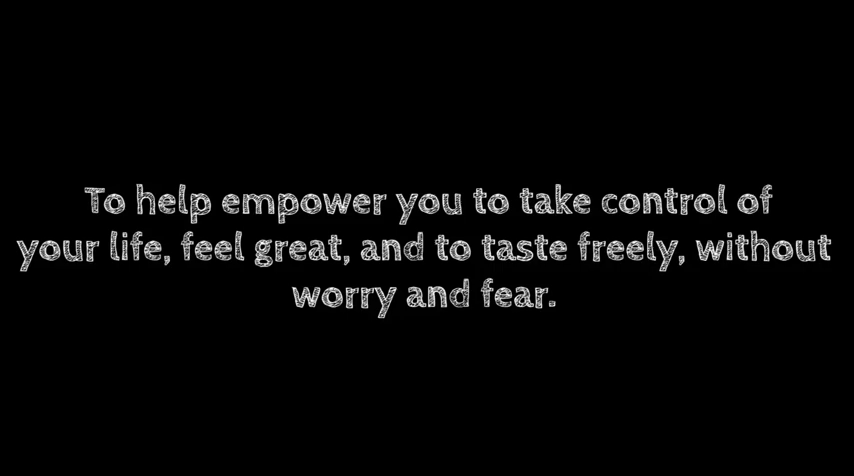 To help empower you to take control of
your life, feel great, and to taste freely, without
worry and fear.